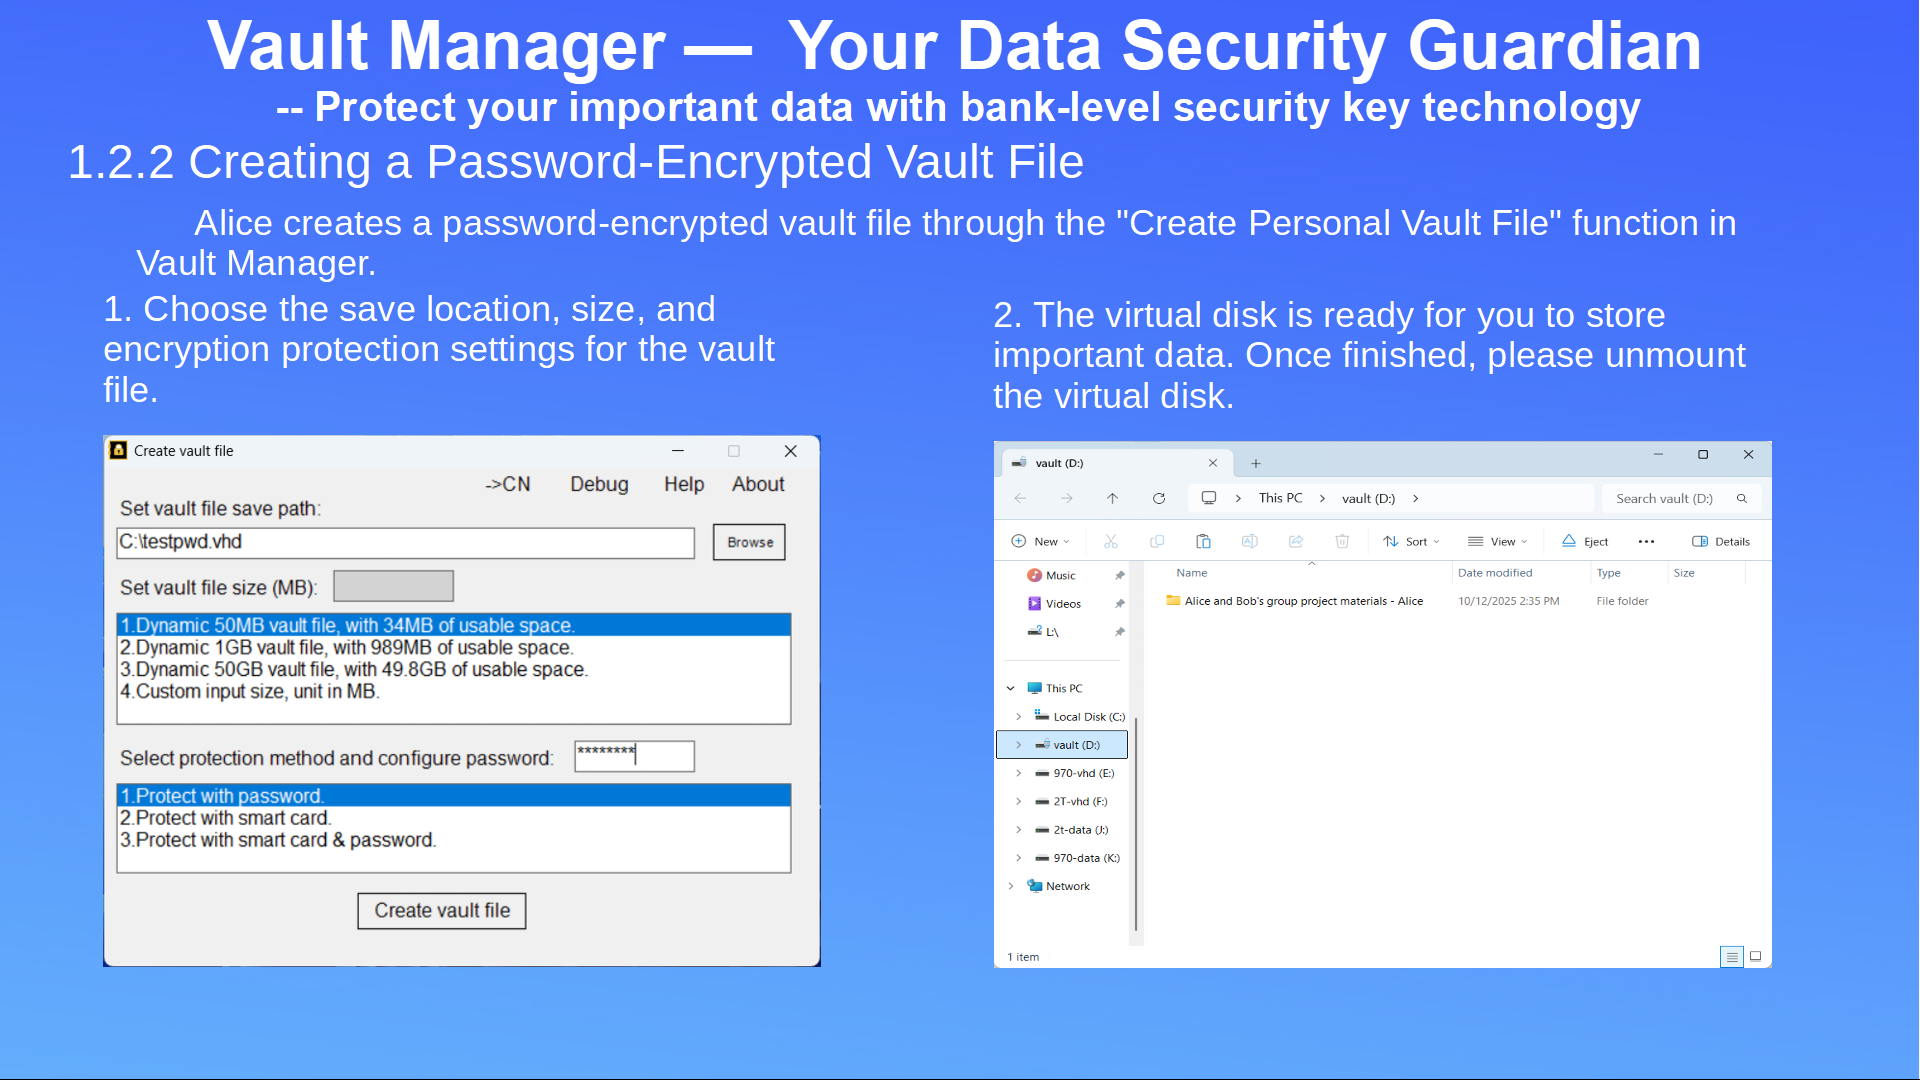 Vault Manager —  Your Data Security Guardian
-- Protect your important data with bank-level security key technology
1.2.2 Creating a Password-Encrypted Vault File
Alice creates a password-encrypted vault file through the "Create Personal Vault File" function in
Vault Manager.
1. Choose the save location, size, and
encryption protection settings for the vault
file.
Create vault file
->CN Debug Help About
Set vault file save path:
C:\testpwd.vhd Browse
Set vault file size (MB):
1.Dynamic 50MB vault file, with 34MB of usable space.
2.Dynamic 1GB vault file, with 989MB of usable space.
3.Dynamic 50GB vault file, with 49.8GB of usable space.
4.Custom input size, unit in MB.
Select protection method and configure password: ********
1.Protect with password.
2.Protect with smart card.
3.Protect with smart card & password.
Create vault file
2. The virtual disk is ready for you to store
important data. Once finished, please unmount
the virtual disk.
vault (D:)
This PC > vault (D:) > Search vault (D:)
New Sort View Eject ... Details
Name Date modified Type Size
Alice and Bob's group project materials - Alice 10/12/2025 2:35 PM File folder
Music
Videos
L:\
This PC
Local Disk (C:)
vault (D:)
970-vhd (E:)
2T-vhd (F:)
2t-data (J:)
970-data (K:)
Network
1 item